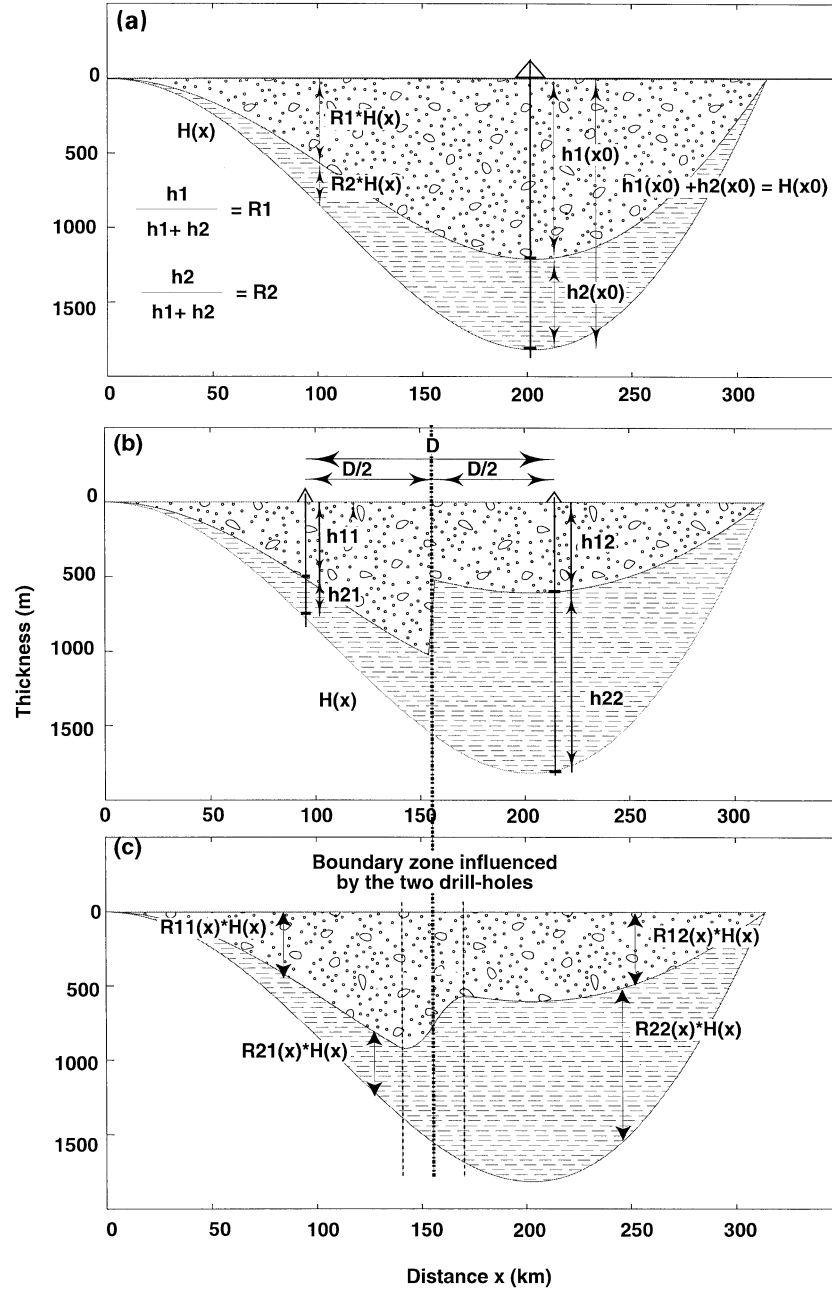 (a)
0
500
1000
1500
H(x)
R1*H(x)
R2*H(x)
h1
h1+ h2
= R1
h2
h1+ h2
= R2
h1(x0)
h1(x0) +h2(x0) = H(x0)
h2(x0)
0 50 100 150 200 250 300
(b)
D
D/2 D/2
0
500
1000
1500
Thickness (m)
h11
h21
h12
h22
H(x)
0 50 100 150 200 250 300
(c)
Boundary zone influenced
by the two drill-holes
0
500
1000
1500
R11(x)*H(x)
R12(x)*H(x)
R21(x)*H(x)
R22(x)*H(x)
0 50 100 150 200 250 300
Distance x (km)